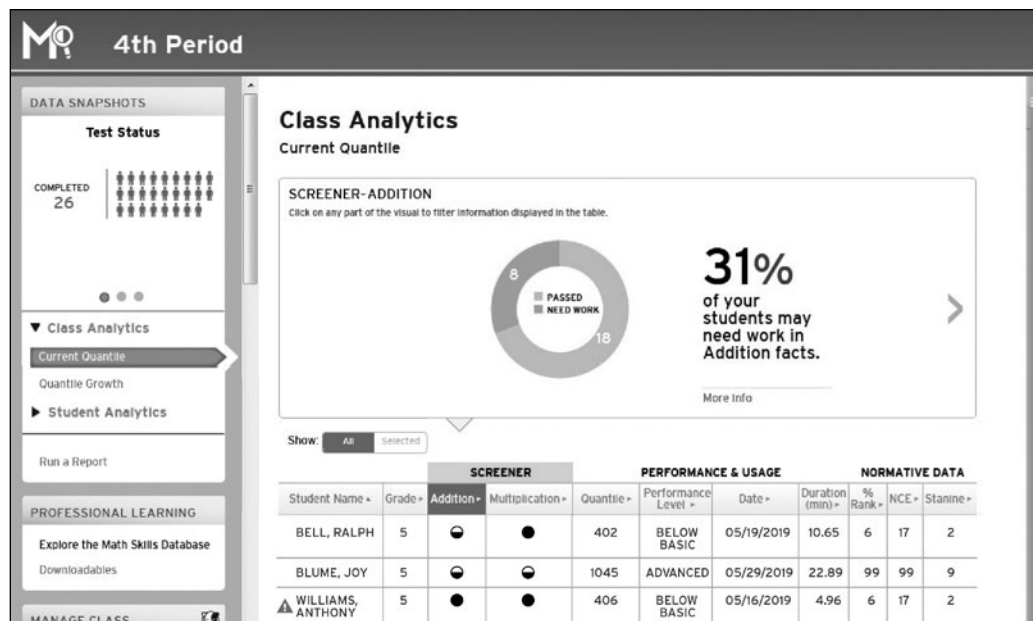 4th Period
DATA SNAPSHOTS
Test Status
COMPLETED
26
Class Analytics
Current Quantile
Quantile Growth
Student Analytics
Run a Report
PROFESSIONAL LEARNING
Explore the Math Skills Database
Downloadables
MANAGE CLASS
Class Analytics
Current Quantile
SCREENER-ADDITION
Click on any part of the visual to filter information displayed in the table.
8
PASSED
NEED WORK
18
31%
of your
students may
need work in
Addition facts.
More Info
Show: All Selected
SCREENER PERFORMANCE & USAGE NORMATIVE DATA
Student Name Grade Addition Multiplication Quantile Performance Level Date Duration (min) % Rank NCE Stanine
BELL, RALPH 5 402 BELOW BASIC 05/19/2019 10.65 6 17 2
BLUME, JOY 5 1045 ADVANCED 05/29/2019 22.89 99 99 9
WILLIAMS, ANTHONY 5 406 BELOW BASIC 05/16/2019 4.96 6 17 2